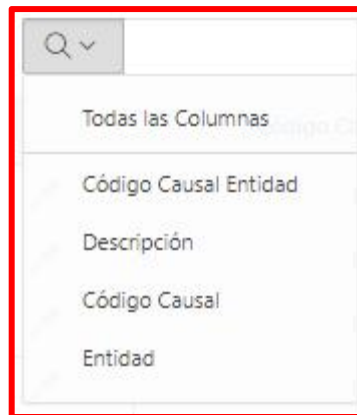 Todas las Columnas
Código Causal Entidad
Descripción
Código Causal
Entidad